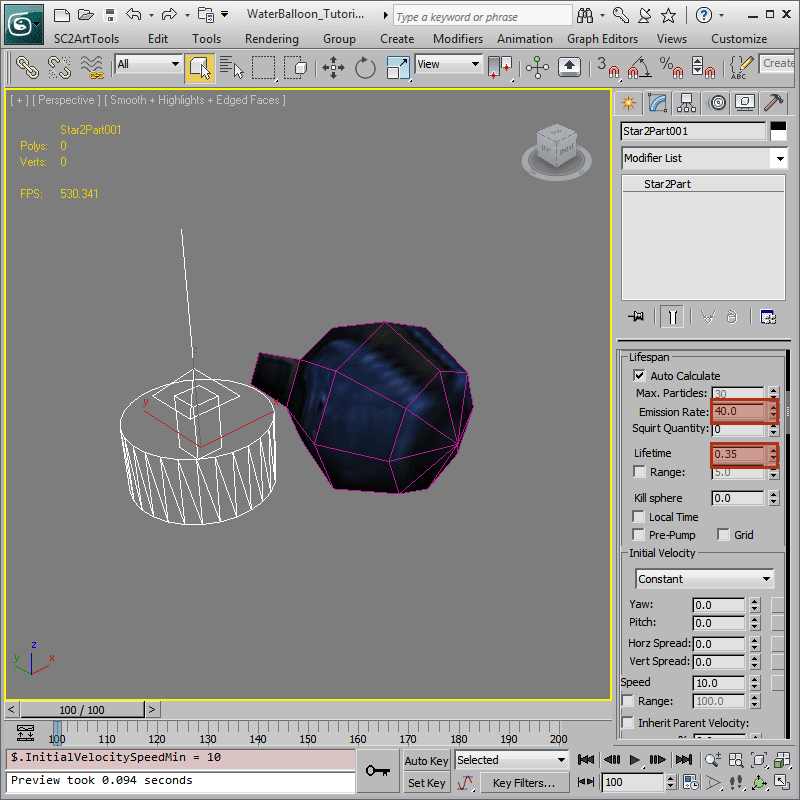 WaterBalloon_Tutori...
Type a keyword or phrase
SC2ArtTools Edit Tools Group Create Modifiers Animation Graph Editors Views
Rendering Customize
All View 3 % ABC Create
[ + ] [ Perspective ] [ Smooth + Highlights + Edged Faces ]
Star2Part001
Polys: 0
Verts: 0
FPS: 530.341
y
x
z
y x
Star2Part001
Modifier List
Star2Part
Lifespan
Auto Calculate
Max. Particles: 30
Emission Rate: 40.0
Squirt Quantity: 0
Lifetime 0.35
Range: 5.0
Kill sphere 0.0
Local Time
Pre-Pump Grid
Initial Velocity
Constant
Yaw: 0.0
Pitch: 0.0
Horz Spread: 0.0
Vert Spread: 0.0
Speed 10.0
Range: 100.0
Inherit Parent Velocity:
< 100 / 100 >
100 110 120 130 140 150 160 170 180 190 200
$.InitialVelocitySpeedMin = 10
Preview took 0.094 seconds
Auto Key Selected
Set Key Key Filters... 100